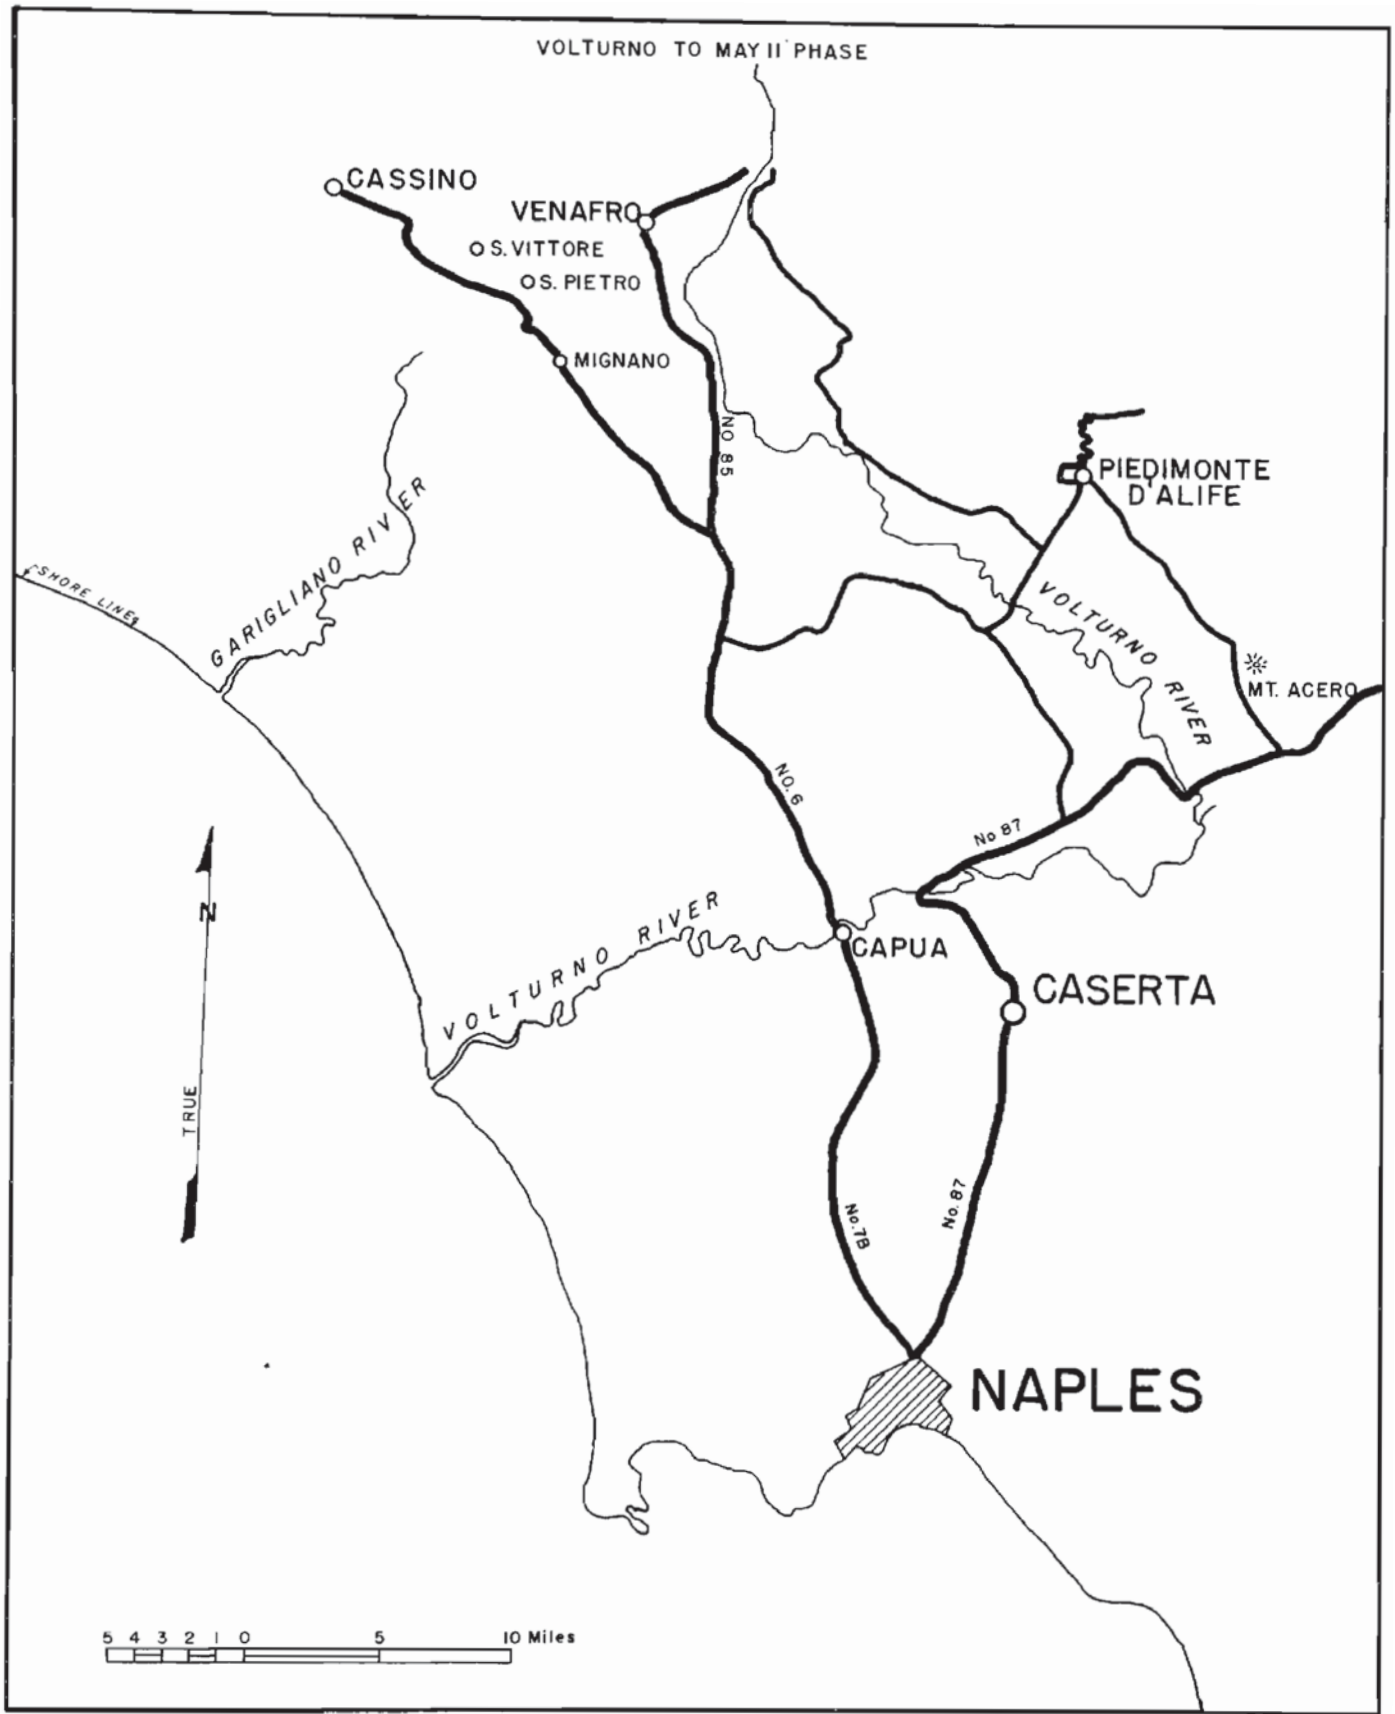 VOLTURNO TO MAY 11 PHASE
CASSINO
VENAFRO
S. VITTORE
S. PIETRO
MIGNANO
NO 85
PIEDIMONTE
D'ALIFE
GARIGLIANO RIVER
SHORE LINE
VOLTURNO RIVER
MT. ACERO
NO. 6
No 87
VOLTURNO RIVER
CAPUA
CASERTA
N
TRUE
No. 7B
No. 87
NAPLES
5 4 3 2 1 0 5 10 Miles